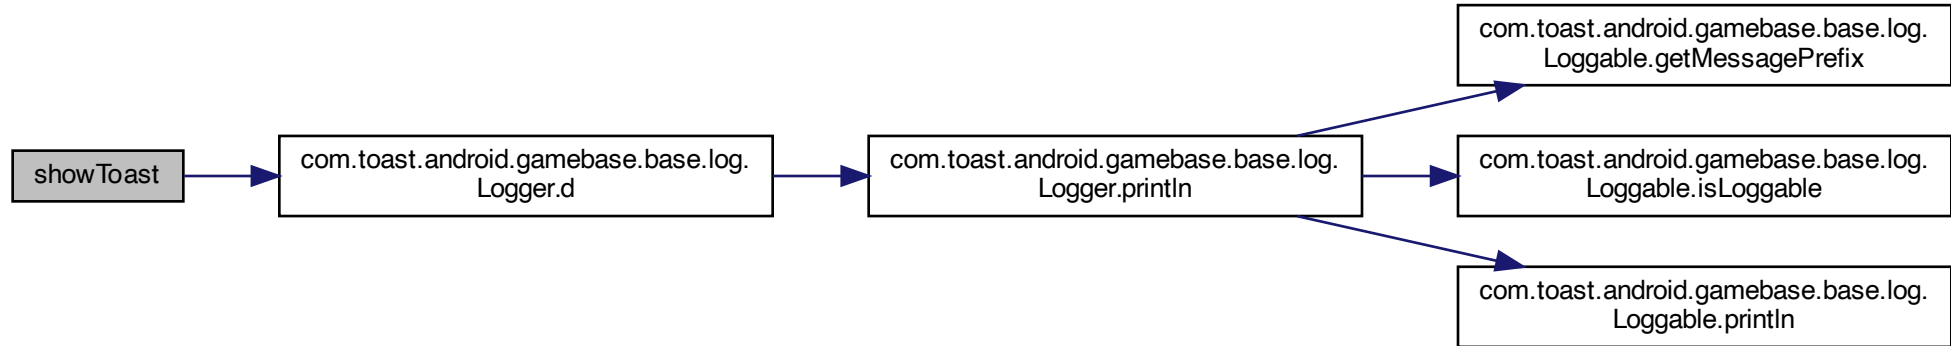 showToast
com.toast.android.gamebase.base.log.
Logger.d
com.toast.android.gamebase.base.log.
Logger.println
com.toast.android.gamebase.base.log.
Loggable.getMessagePrefix
com.toast.android.gamebase.base.log.
Loggable.isLoggable
com.toast.android.gamebase.base.log.
Loggable.println